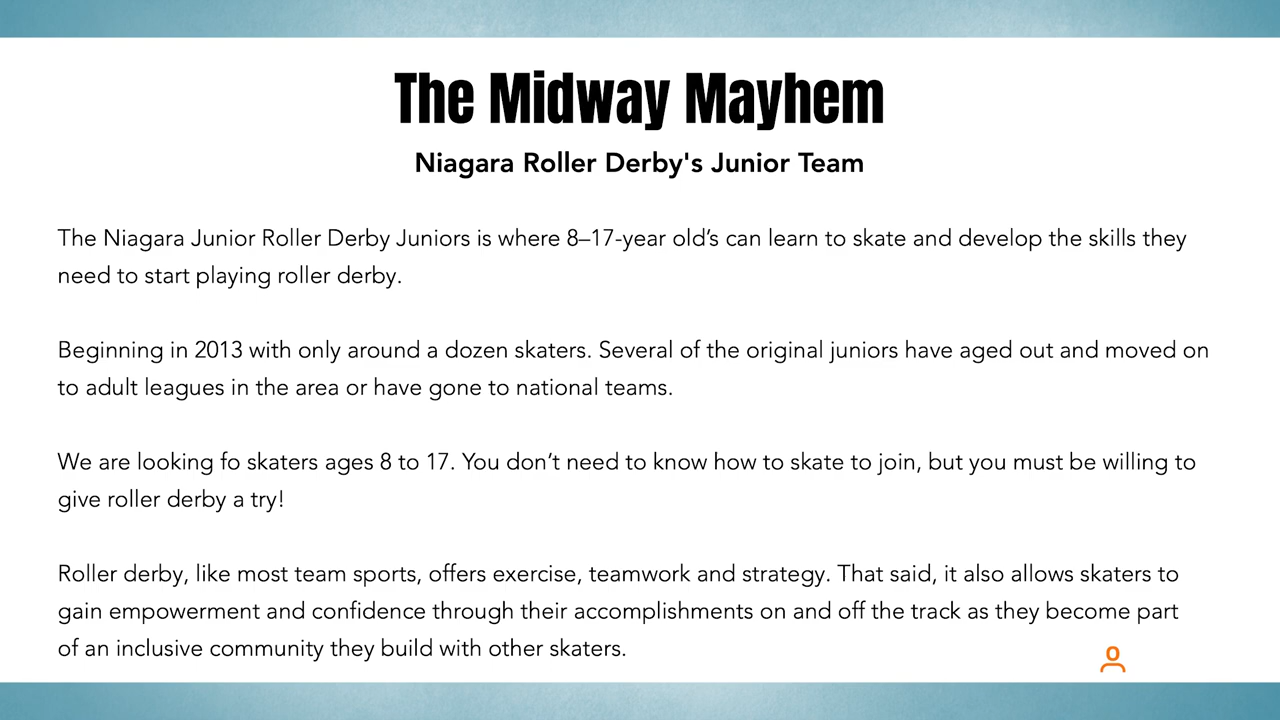 The Midway Mayhem
Niagara Roller Derby's Junior Team
The Niagara Junior Roller Derby Juniors is where 8–17-year old’s can learn to skate and develop the skills they
need to start playing roller derby.
Beginning in 2013 with only around a dozen skaters. Several of the original juniors have aged out and moved on
to adult leagues in the area or have gone to national teams.
We are looking fo skaters ages 8 to 17. You don’t need to know how to skate to join, but you must be willing to
give roller derby a try!
Roller derby, like most team sports, offers exercise, teamwork and strategy. That said, it also allows skaters to
gain empowerment and confidence through their accomplishments on and off the track as they become part
of an inclusive community they build with other skaters.